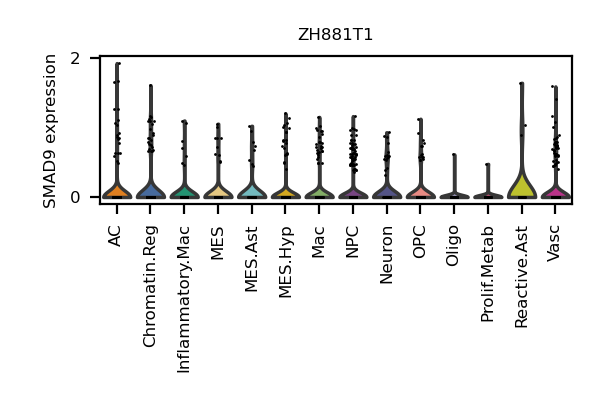 ZH881T1
SMAD9 expression
2
0
AC
Chromatin.Reg
Inflammatory.Mac
MES
MES.Ast
MES.Hyp
Mac
NPC
Neuron
OPC
Oligo
Prolif.Metab
Reactive.Ast
Vasc